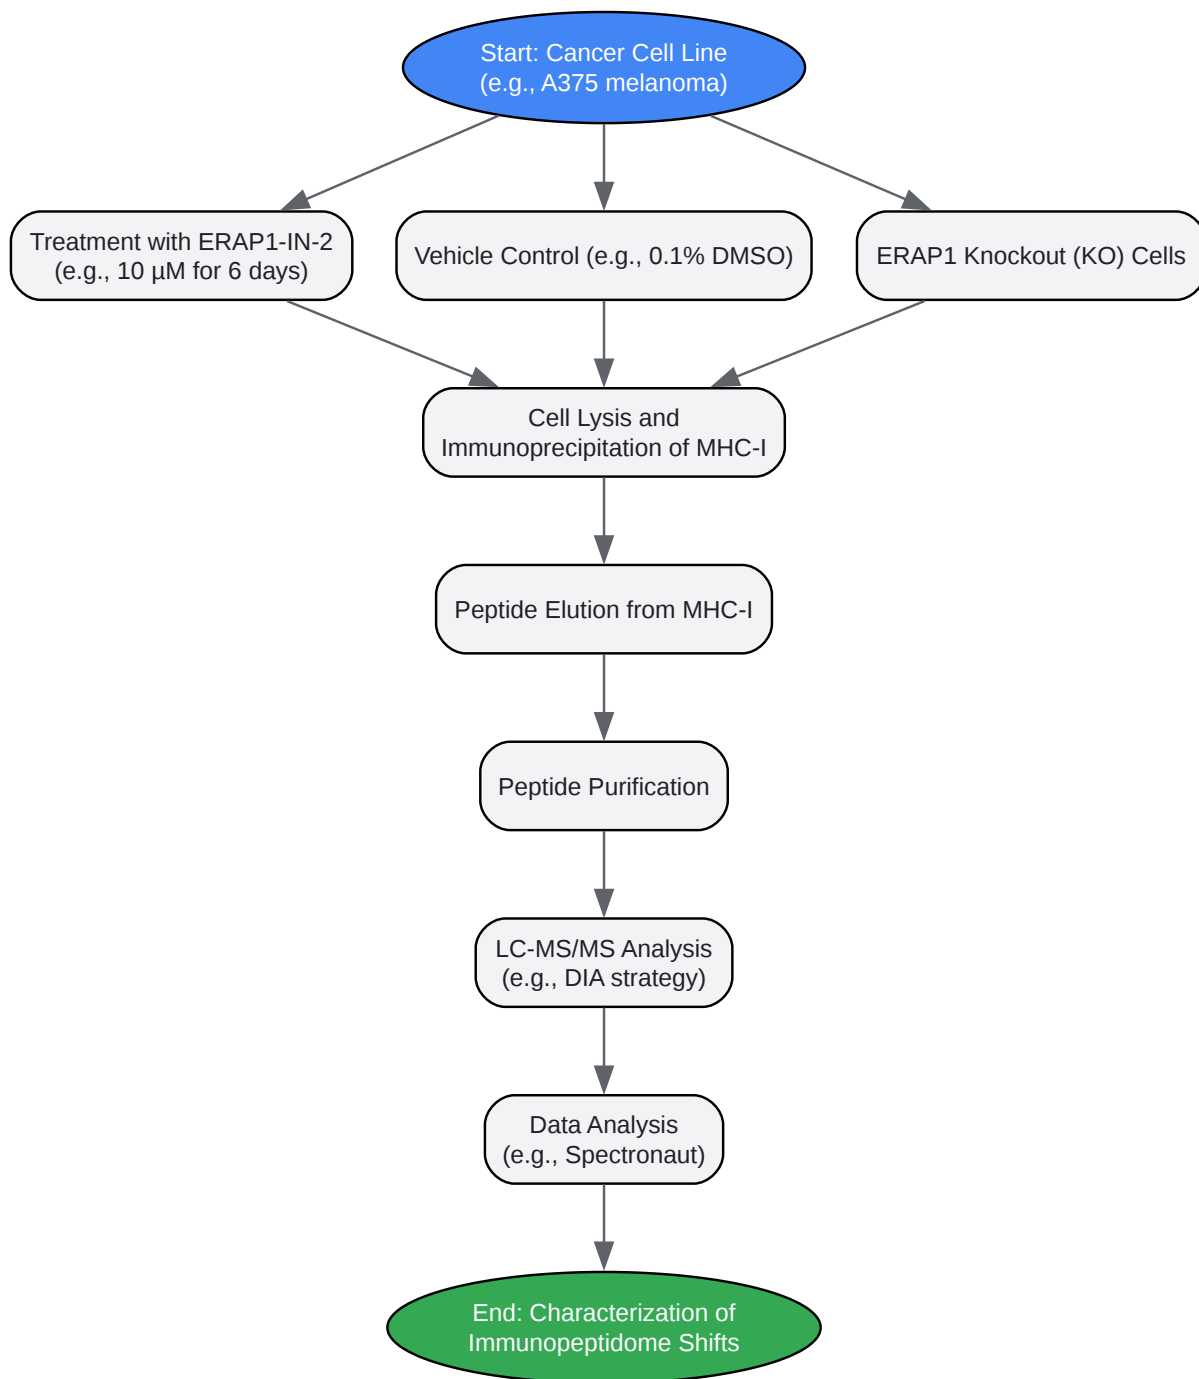 Start: Cancer Cell Line
(e.g., A375 melanoma)
Treatment with ERAP1-IN-2
(e.g., 10 µM for 6 days)
Vehicle Control (e.g., 0.1% DMSO)
ERAP1 Knockout (KO) Cells
Cell Lysis and
Immunoprecipitation of MHC-I
Peptide Elution from MHC-I
Peptide Purification
LC-MS/MS Analysis
(e.g., DIA strategy)
Data Analysis
(e.g., Spectronaut)
End: Characterization of
Immunopeptidome Shifts